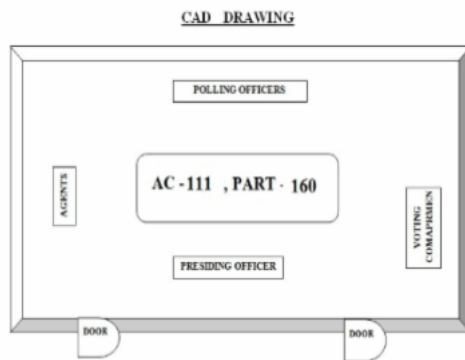 CAD DRAWING
POLLING OFFICERS
AGENTS
AC -111 , PART - 160
VOTING
COMAPRMEN
PRESIDING OFFICER
DOOR
DOOR